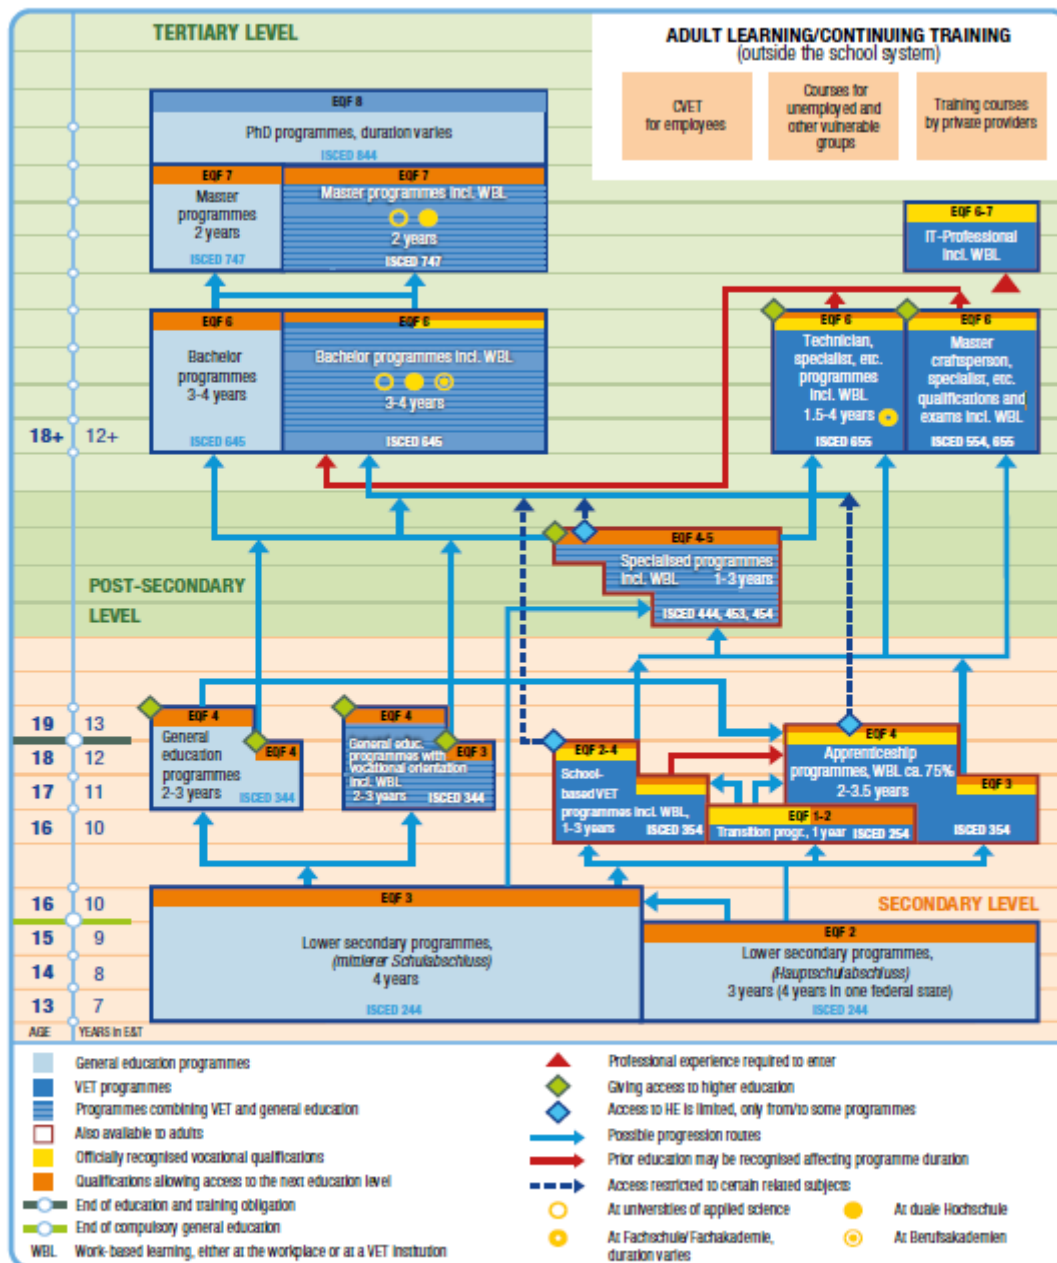 TERTIARY LEVEL
ADULT LEARNING/CONTINUING TRAINING
(outside the school system)
CVET
for employees
Courses for
unemployed and
other vulnerable
groups
Training courses
by private providers
EQF 8
PhD programmes, duration varies
ISCED 844
EQF 7
Master
programmes
2 years
ISCED 747
EQF 7
Master programmes incl. WBL
2 years
ISCED 747
EQF 6-7
IT-Professional
incl. WBL
EQF 6
Bachelor
programmes
3-4 years
ISCED 645
EQF 6
Bachelor programmes incl. WBL
3-4 years
ISCED 645
EQF 6
Technician,
specialist, etc.
programmes
incl. WBL
1.5-4 years
ISCED 655
EQF 6
Master
craftsperson,
specialist, etc.
qualifications and
exams incl. WBL
ISCED 554, 655
18+ 12+
POST-SECONDARY
LEVEL
EQF 4-5
Specialised programmes
incl. WBL 1-3 years
ISCED 444, 453, 454
19 13
18 12
17 11
16 10
EQF 4
General
education
programmes
2-3 years
EQF 4
ISCED 344
EQF 4
General educ.
programmes with
vocational orientation
incl. WBL
2-3 years
EQF 3
ISCED 344
EQF 2-4
School-
based VET
programmes incl. WBL,
1-3 years
ISCED 354
EQF 1-2
Transition progr., 1 year ISCED 254
EQF 4
Apprenticeship
programmes, WBL ca. 75%
2-3.5 years
EQF 3
ISCED 354
16 10
15 9
14 8
13 7
AGE YEARS in E&T
SECONDARY LEVEL
EQF 3
Lower secondary programmes,
(mittlerer Schulabschluss)
4 years
ISCED 244
EQF 2
Lower secondary programmes,
(Hauptschulabschluss)
3 years (4 years in one federal state)
ISCED 244
General education programmes
VET programmes
Programmes combining VET and general education
Also available to adults
Officially recognised vocational qualifications
Qualifications allowing access to the next education level
End of education and training obligation
End of compulsory general education
WBL Work-based learning, either at the workplace or at a VET institution
Professional experience required to enter
Giving access to higher education
Access to HE is limited, only from/to some programmes
Possible progression routes
Prior education may be recognised affecting programme duration
Access restricted to certain related subjects
At universities of applied science
At duale Hochschule
At Fachschule/Fachakademie,
duration varies
At Berufsakademien